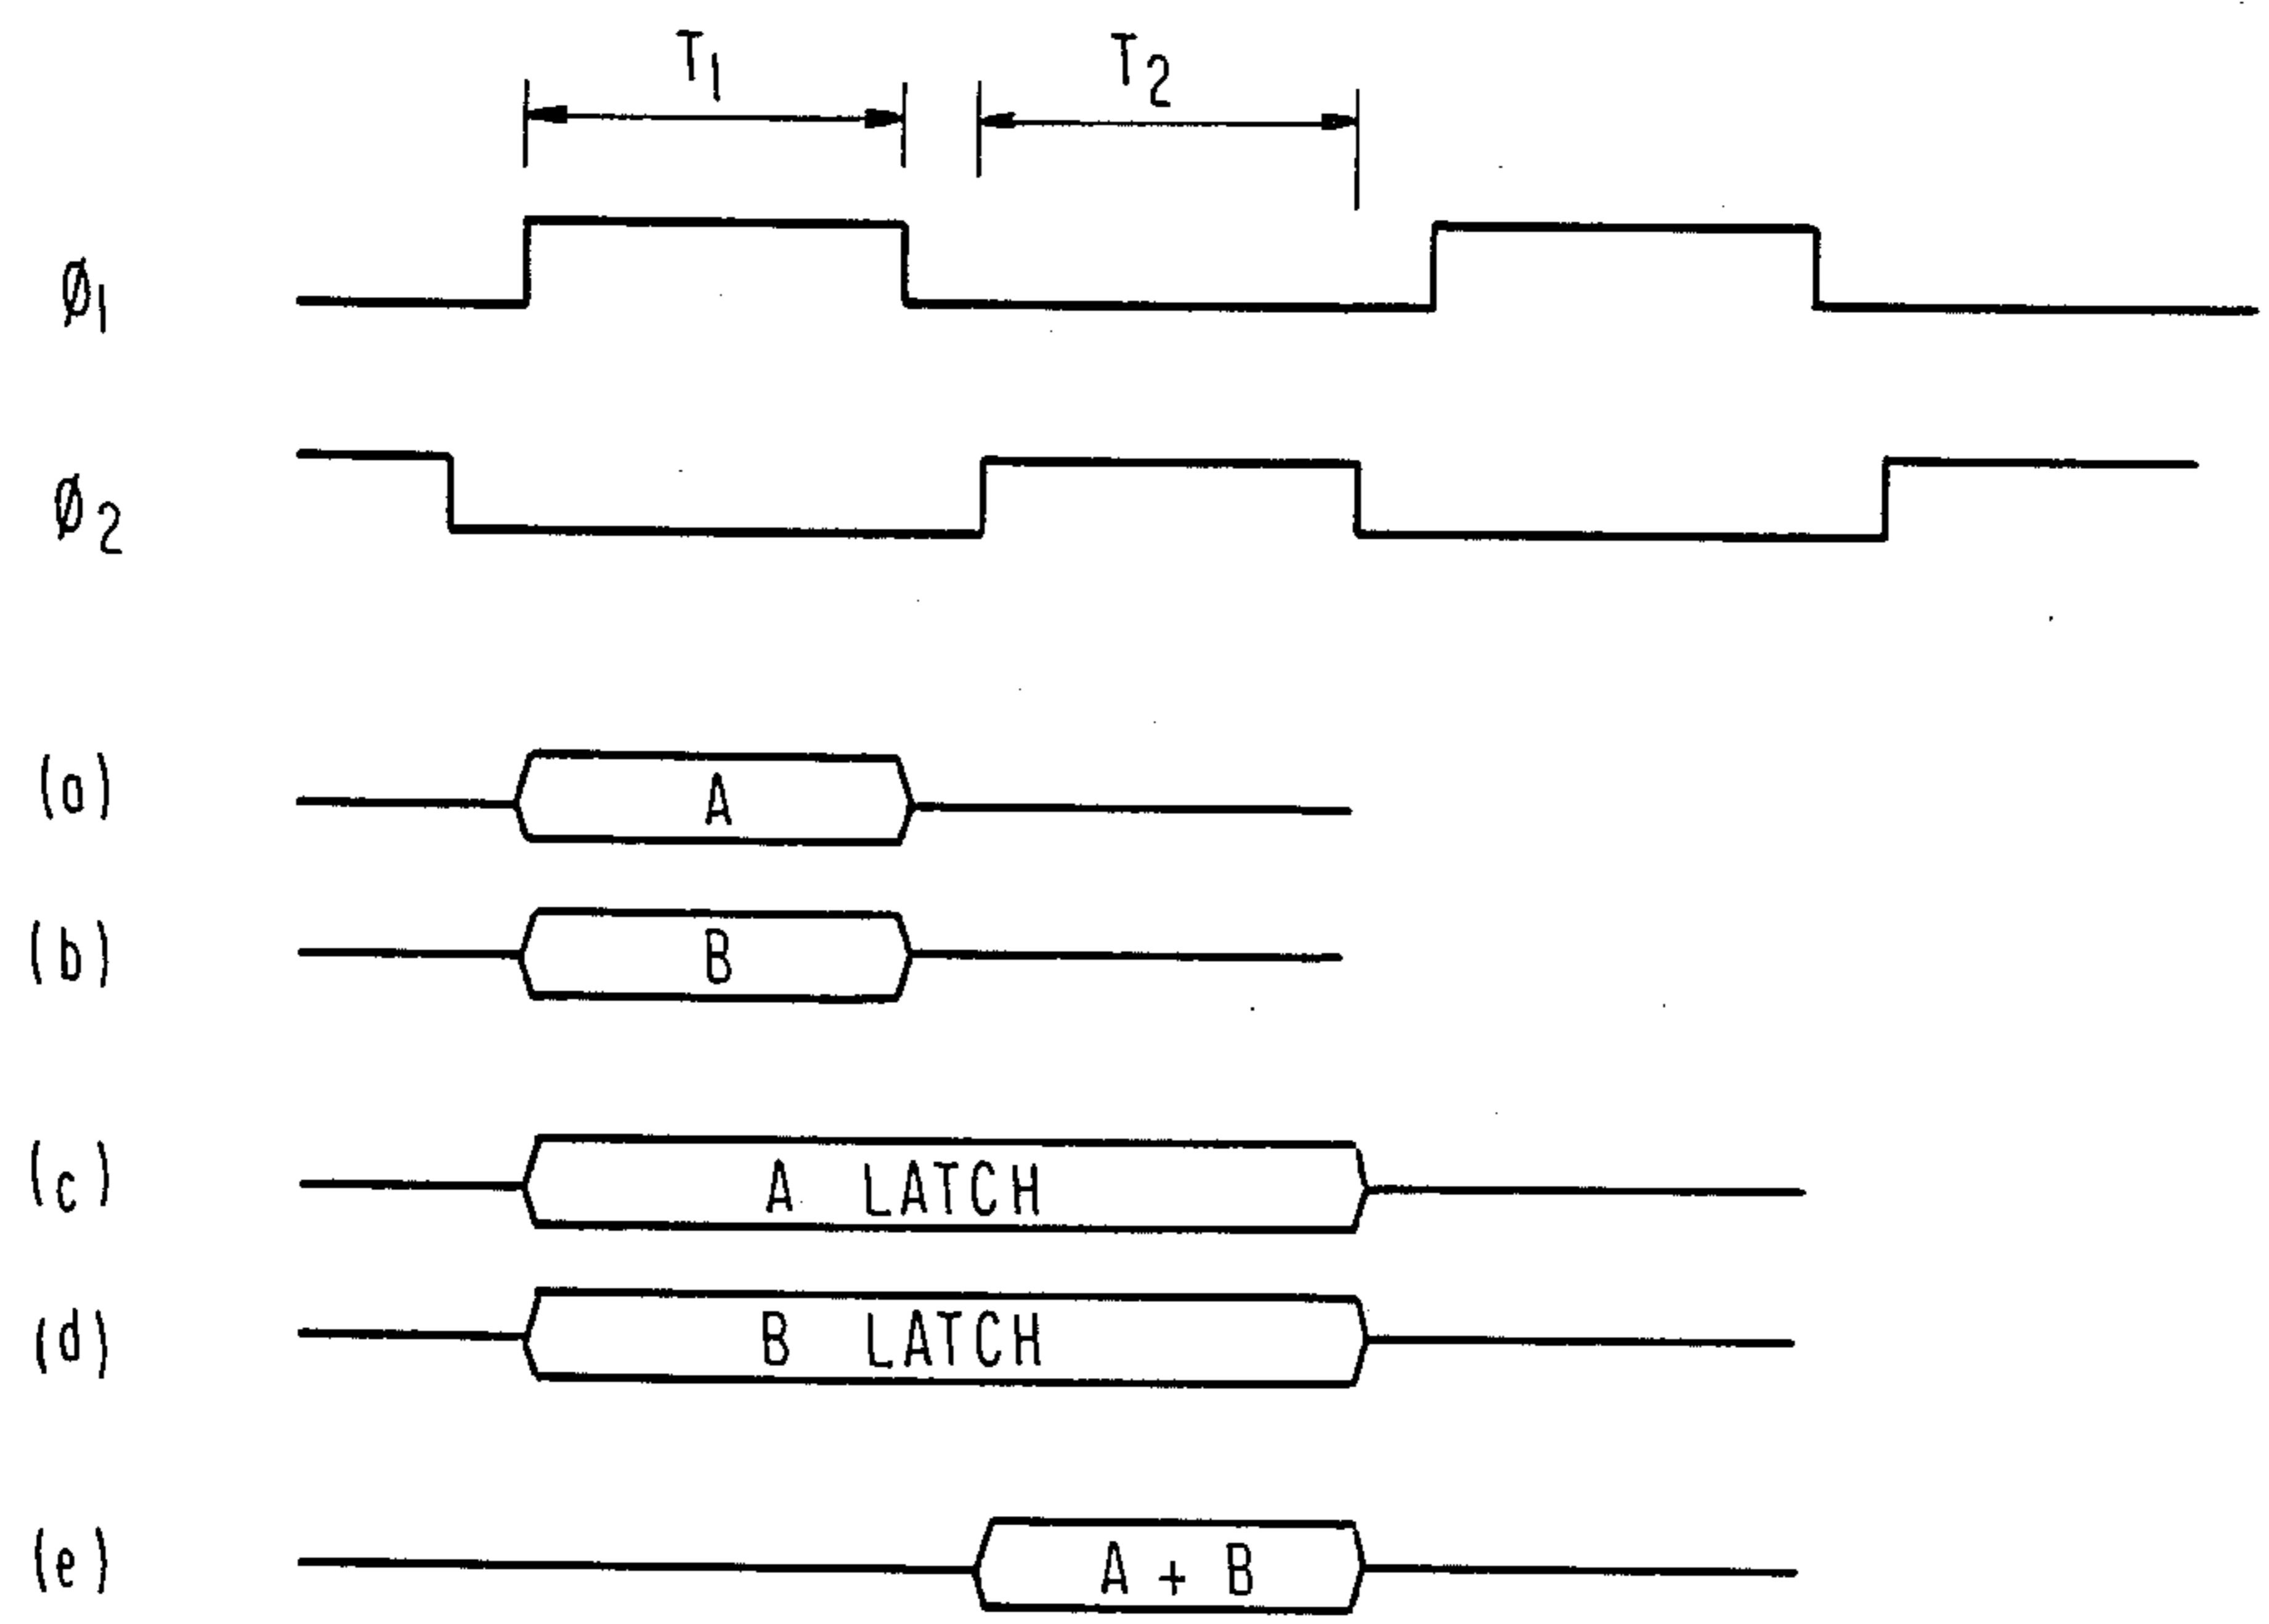 T1 T2
Ø1
Ø2
(a) A
(b) B
(c) A LATCH
(d) B LATCH
(e) A + B